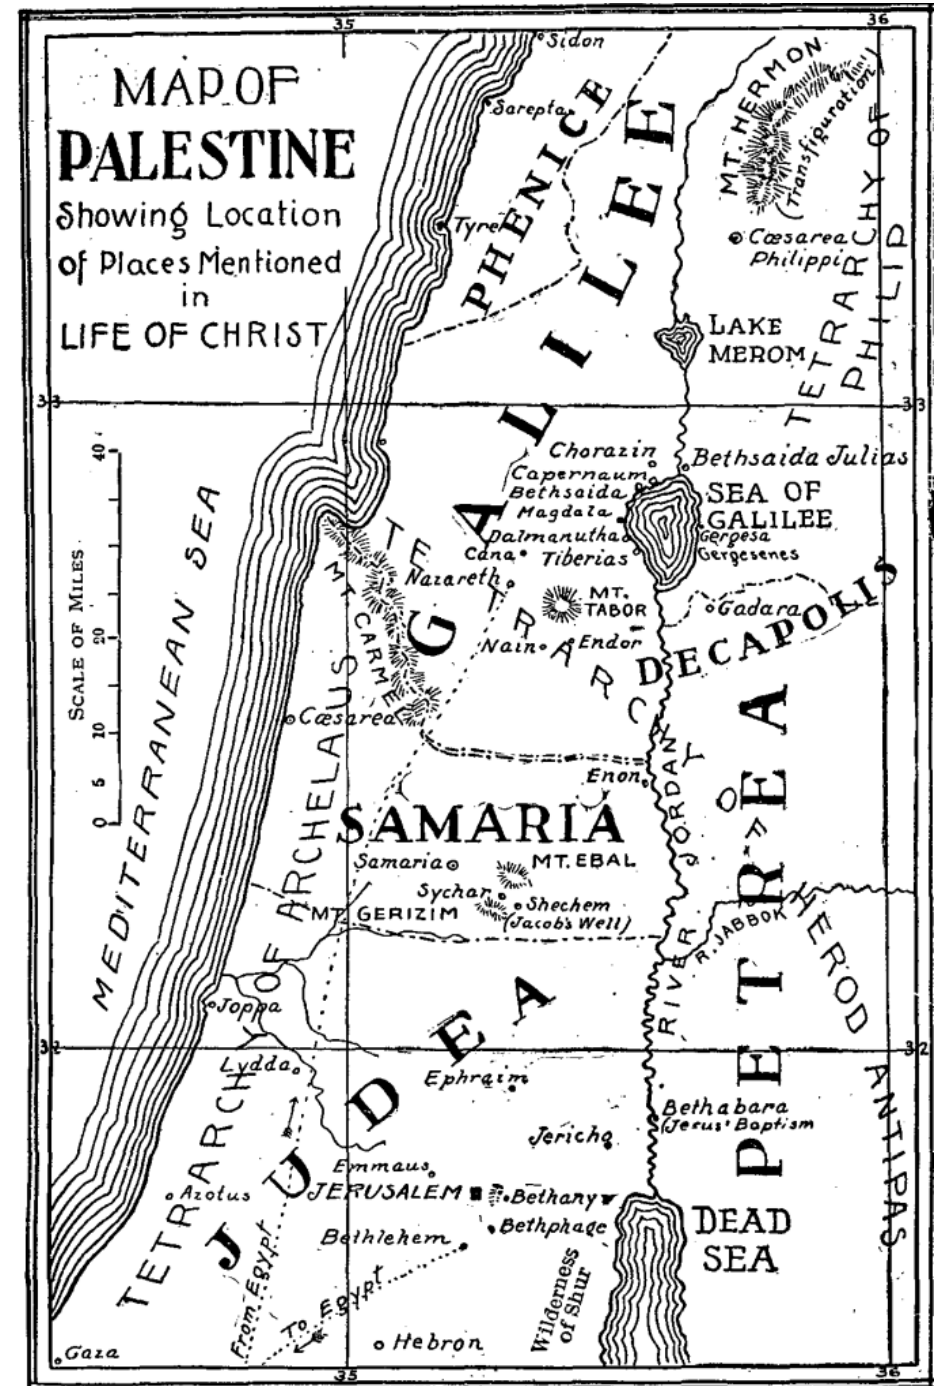 35
36
MAP OF
PALESTINE
Showing Location
of Places Mentioned
in
LIFE OF CHRIST
Sidon
Sarepta
Tyre
PHENICE
GALILEE
MT. HERMON
(Transfiguration)
Cæsarea
Philippi
TETRARCHY OF
PHILIP
LAKE
MEROM
33
33
Chorazin
Capernaum
Bethsaida
Magdala
Dalmanutha
Cana
Tiberias
Nazareth
Bethsaida Julias
SEA OF
GALILEE
Gergesa
Gergesenes
MT.
TABOR
Gadara
Nain
Endor
DECAPOLIS
MT CARMEL
TETRARCHY OF HEROD ANTIPAS
MEDITERRANEAN SEA
SCALE OF MILES
40
20
10
5
0
Cæsarea
Enon
SAMARIA
Samaria
MT. EBAL
Sychar
Shechem
(Jacob's Well)
MT GERIZIM
RIVER JORDAN
R. JABBOK
PETREA
TETRARCHY OF ARCHELAUS
Joppa
JUDEA
32
32
Lydda
Ephraim
Bethabara
(Jesus' Baptism
Jericho
Emmaus
Azotus
JERUSALEM
Bethany
Bethphage
Bethlehem
DEAD
SEA
From Egypt
To Egypt
Wilderness
of Shur
Hebron
Gaza
35
36